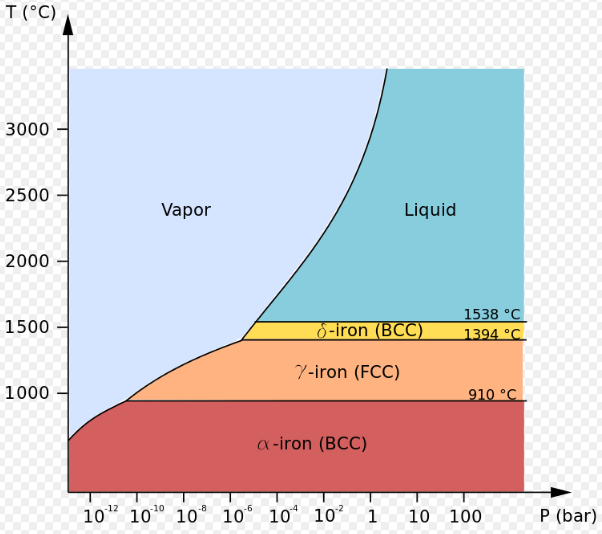 T (°C)
3000
2500
2000
1500
1000
Vapor
Liquid
1538 °C
δ-iron (BCC)
1394 °C
γ-iron (FCC)
910 °C
α-iron (BCC)
10⁻¹² 10⁻¹⁰ 10⁻⁸ 10⁻⁶ 10⁻⁴ 10⁻² 1 10 100 P (bar)